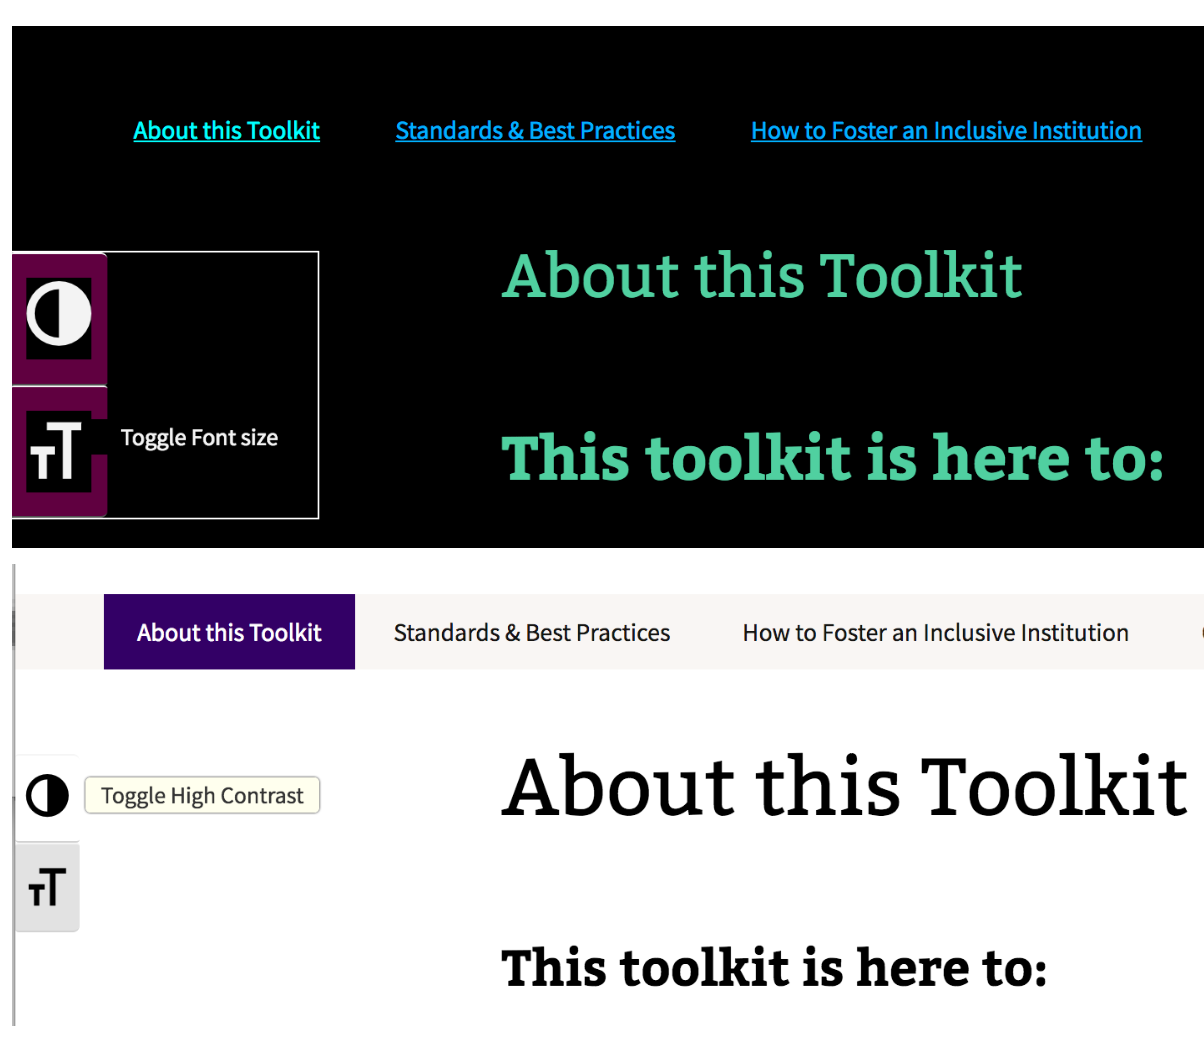 About this Toolkit Standards & Best Practices How to Foster an Inclusive Institution
About this Toolkit
Toggle Font size
This toolkit is here to:
About this Toolkit Standards & Best Practices How to Foster an Inclusive Institution
About this Toolkit
Toggle High Contrast
This toolkit is here to: